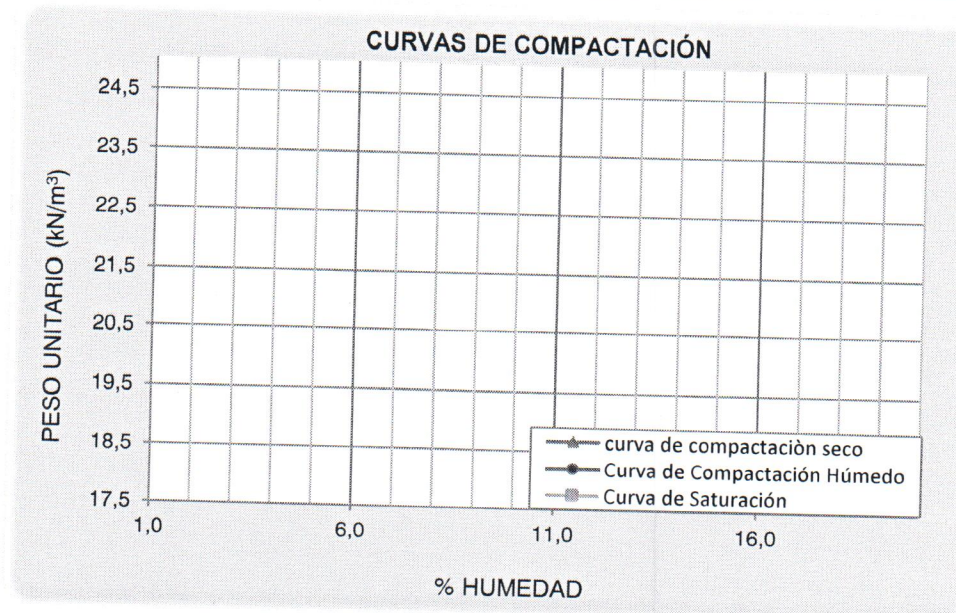 CURVAS DE COMPACTACIÓN
PESO UNITARIO (kN/m³)
24,5
23,5
22,5
21,5
20,5
19,5
18,5
17,5
1,0
6,0
11,0
16,0
% HUMEDAD
curva de compactaciòn seco
Curva de Compactación Húmedo
Curva de Saturación